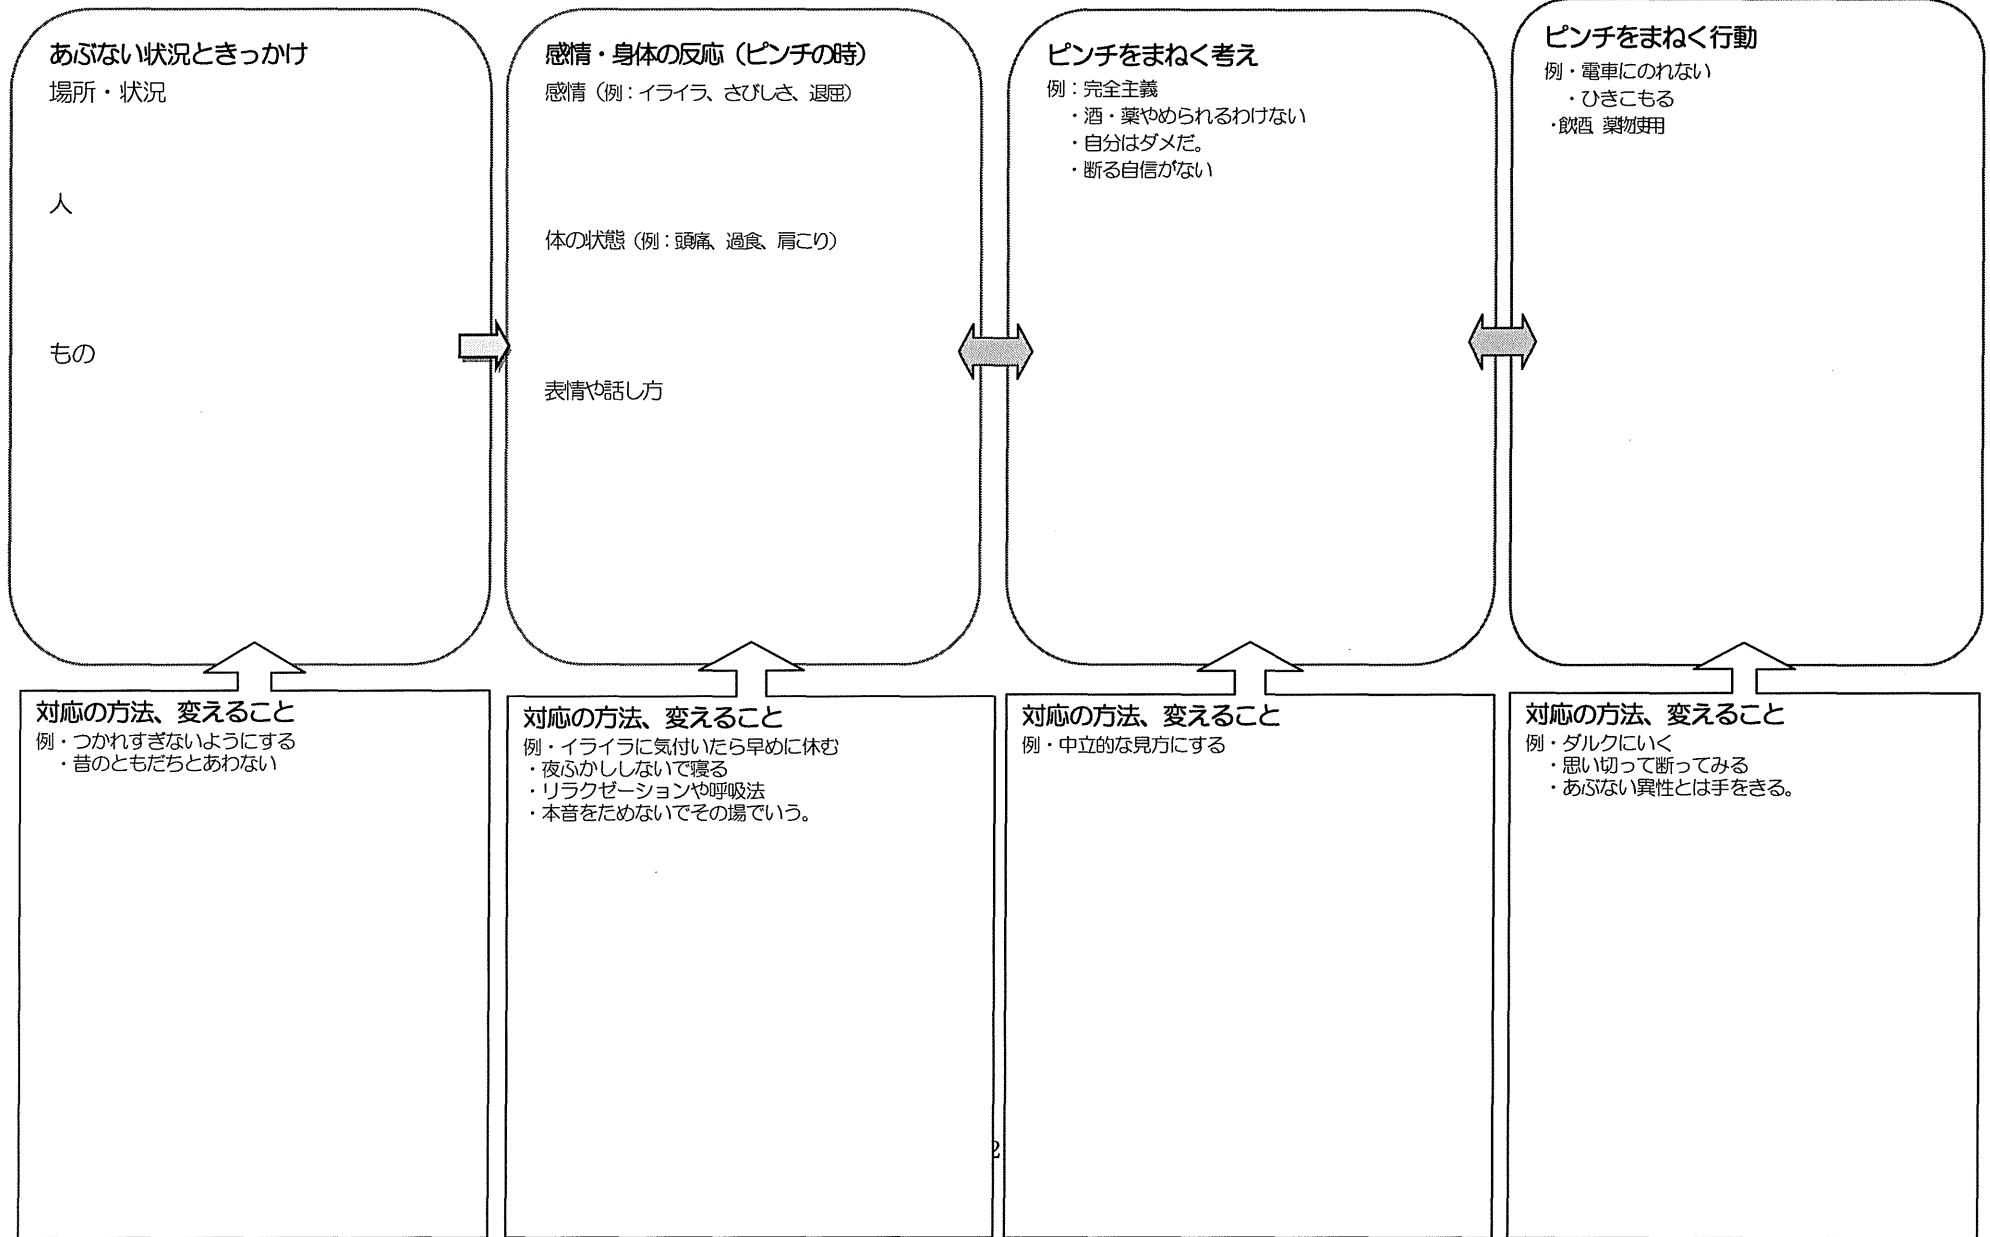 あぶない状況ときっかけ
場所・状況
人
もの
感情・身体の反応（ピンチの時）
感情（例：イライラ、さびしさ、退屈）
体の状態（例：頭痛、過食、肩こり）
表情や話し方
ピンチをまねく考え
例：完全主義
・酒・薬やめられるわけない
・自分はダメだ。
・断る自信がない
ピンチをまねく行動
例・電車にのれない
・ひきこもる
・飲酒、薬物使用
対応の方法、変えること
例・つかれすぎないようにする
・昔のともだちとあわない
対応の方法、変えること
例・イライラに気付いたら早めに休む
・夜ふかししないで寝る
・リラクゼーションや呼吸法
・本音をためないでその場でいう。
対応の方法、変えること
例・中立的な見方にする
対応の方法、変えること
例・ダルクにいく
・思い切って断ってみる
・あぶない異性とは手をきる。
2